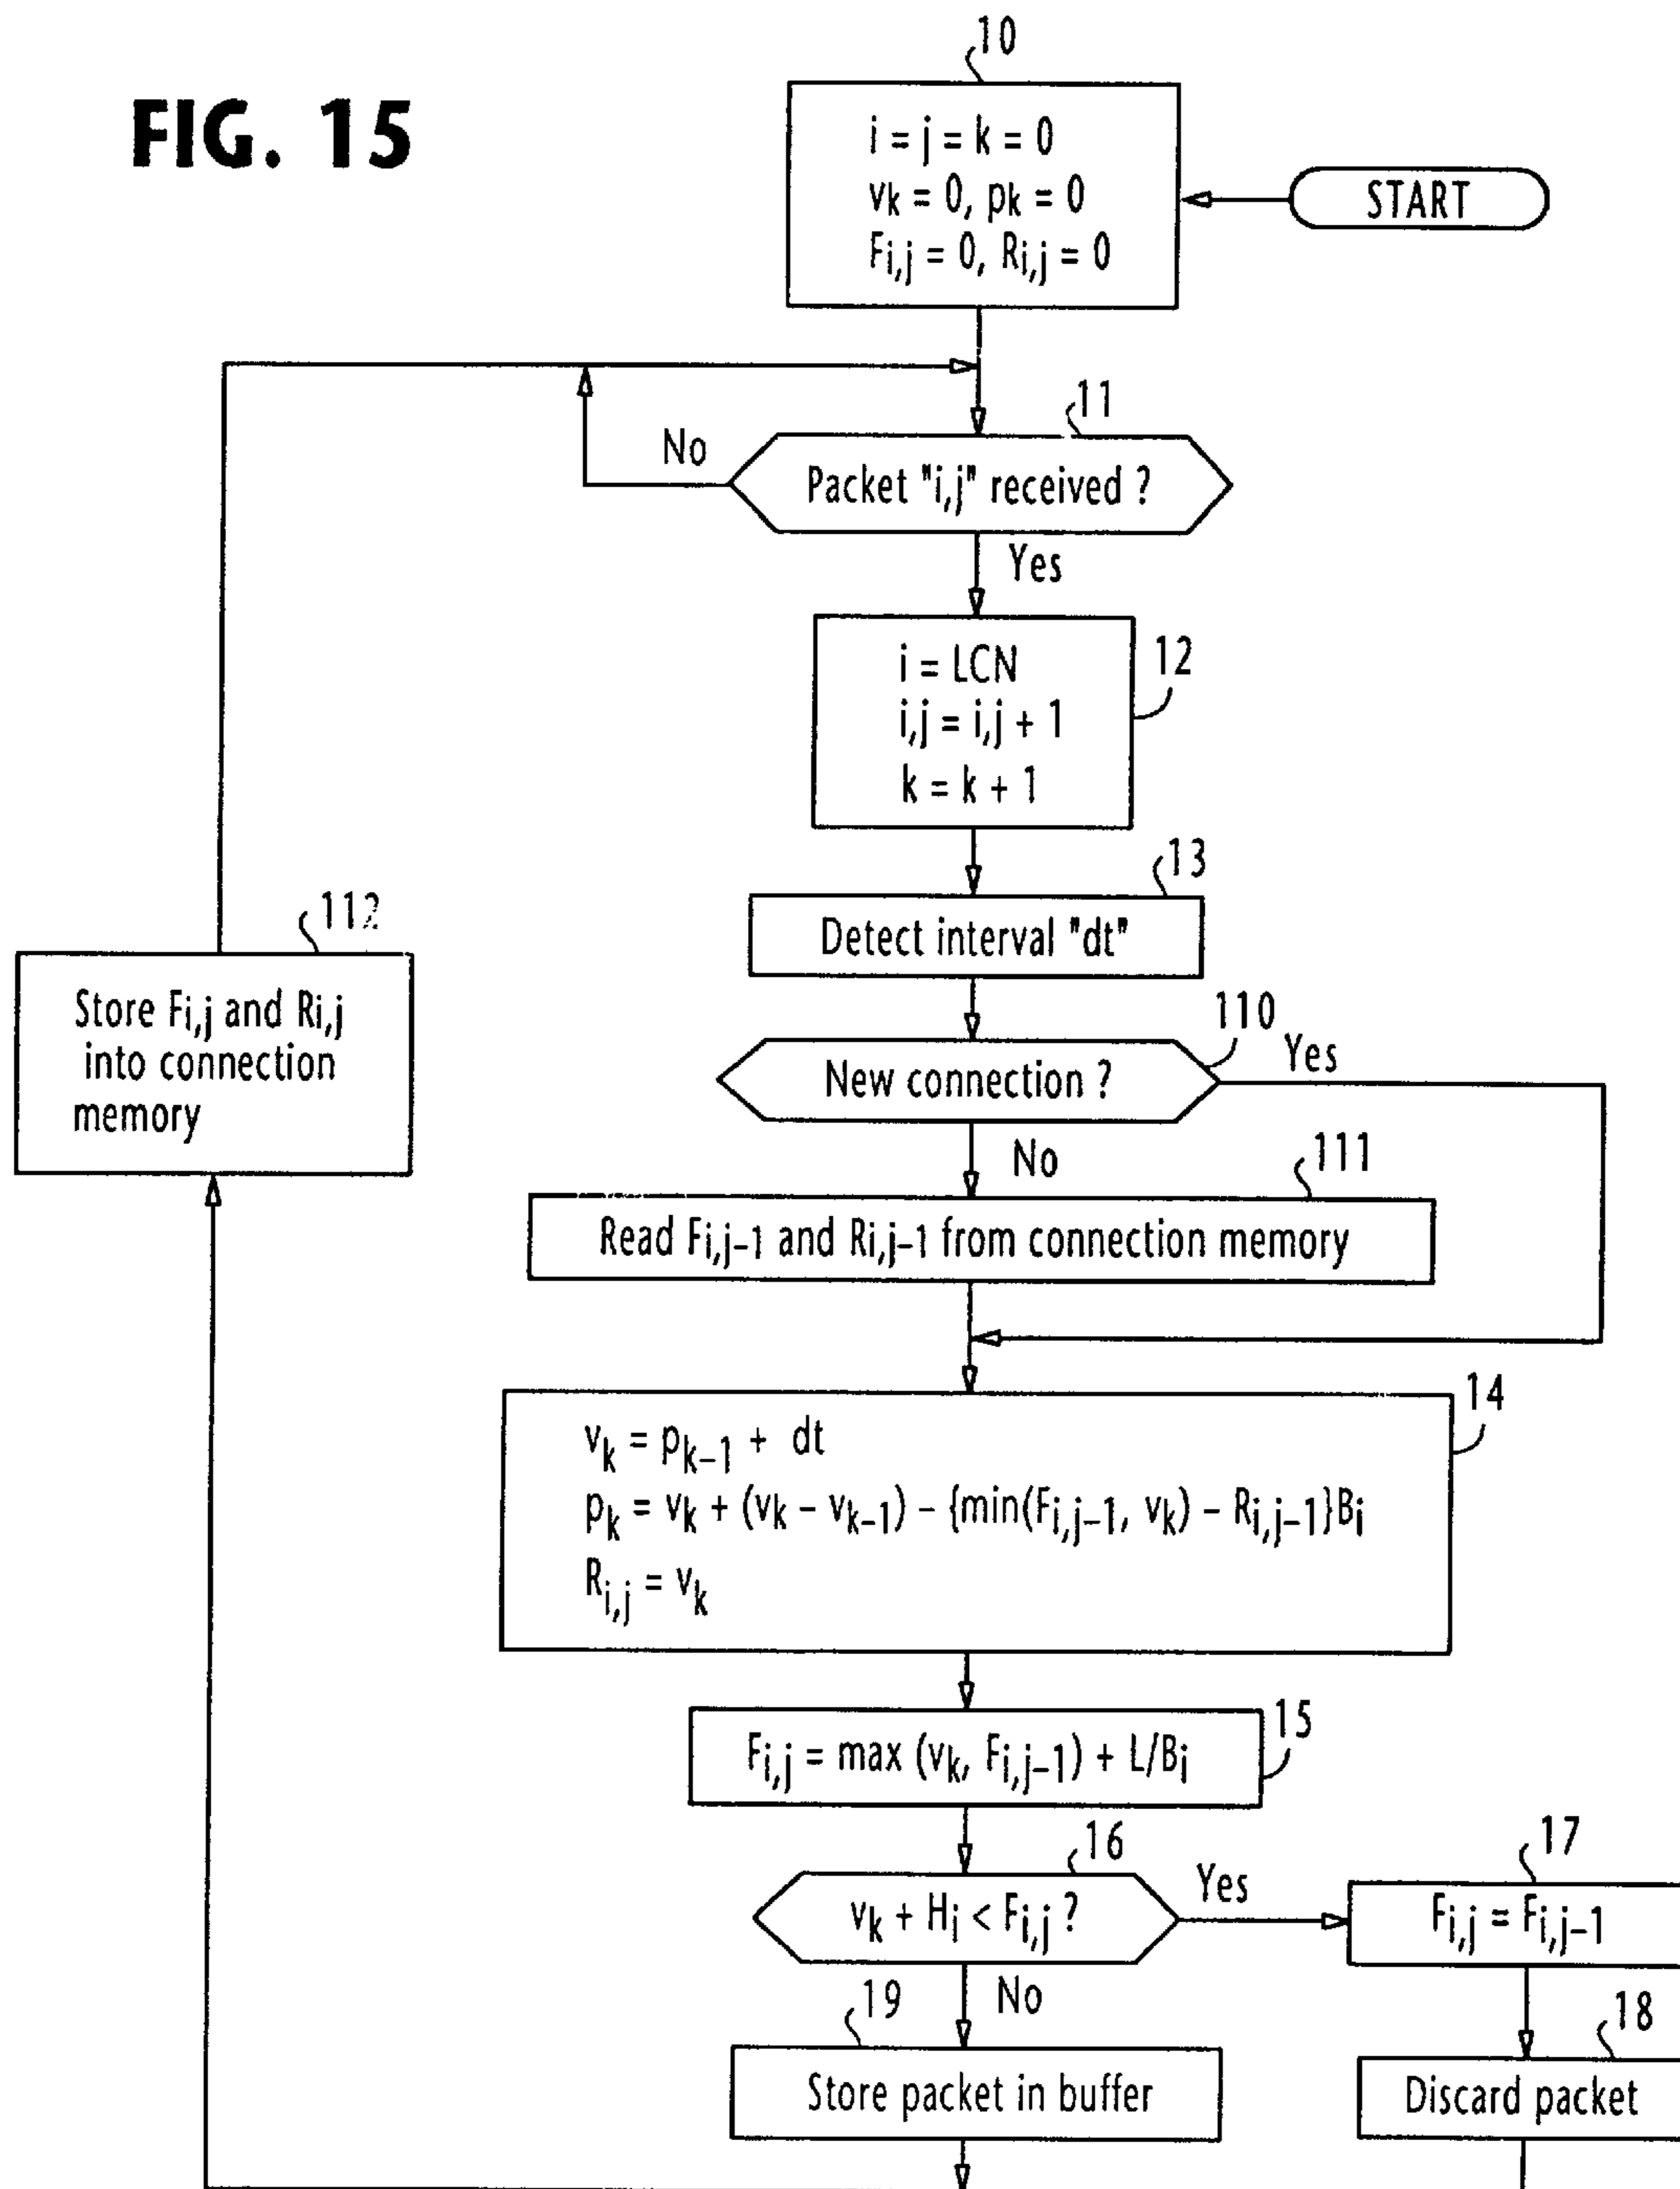 FIG. 15
10
i = j = k = 0
vk = 0, pk = 0
Fi,j = 0, Ri,j = 0
START
11
No
Packet "i,j" received ?
Yes
12
i = LCN
i,j = i,j + 1
k = k + 1
13
Detect interval "dt"
112
Store Fi,j and Ri,j
into connection
memory
110
New connection ?
Yes
No
111
Read Fi,j–1 and Ri,j–1 from connection memory
14
vk = pk–1 + dt
pk = vk + (vk – vk–1) – {min(Fi,j–1, vk) – Ri,j–1}Bi
Ri,j = vk
15
Fi,j = max (vk, Fi,j–1) + L/Bi
16
vk + Hi < Fi,j ?
Yes
17
Fi,j = Fi,j–1
No
19
Store packet in buffer
18
Discard packet